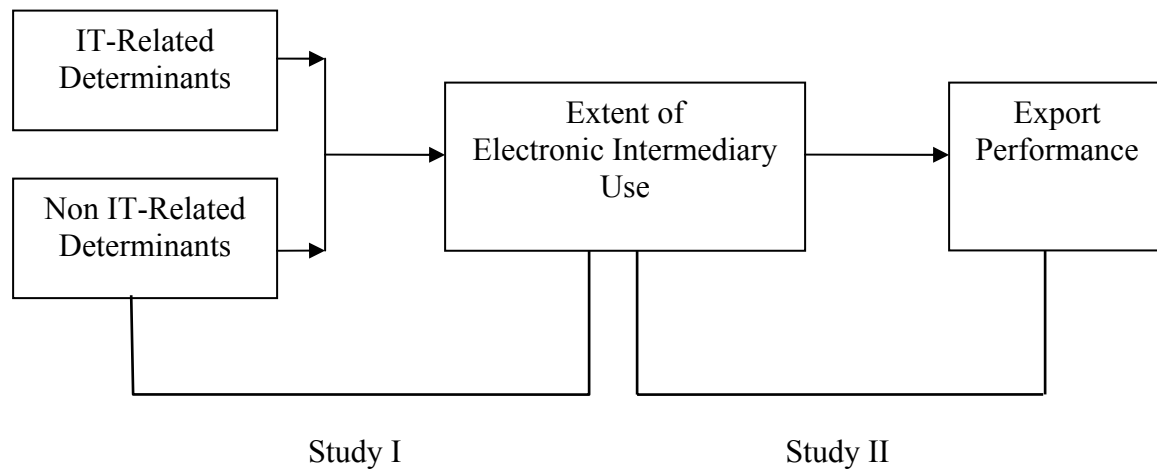 IT-Related
Determinants
Non IT-Related
Determinants
Extent of
Electronic Intermediary
Use
Export
Performance
Study I
Study II